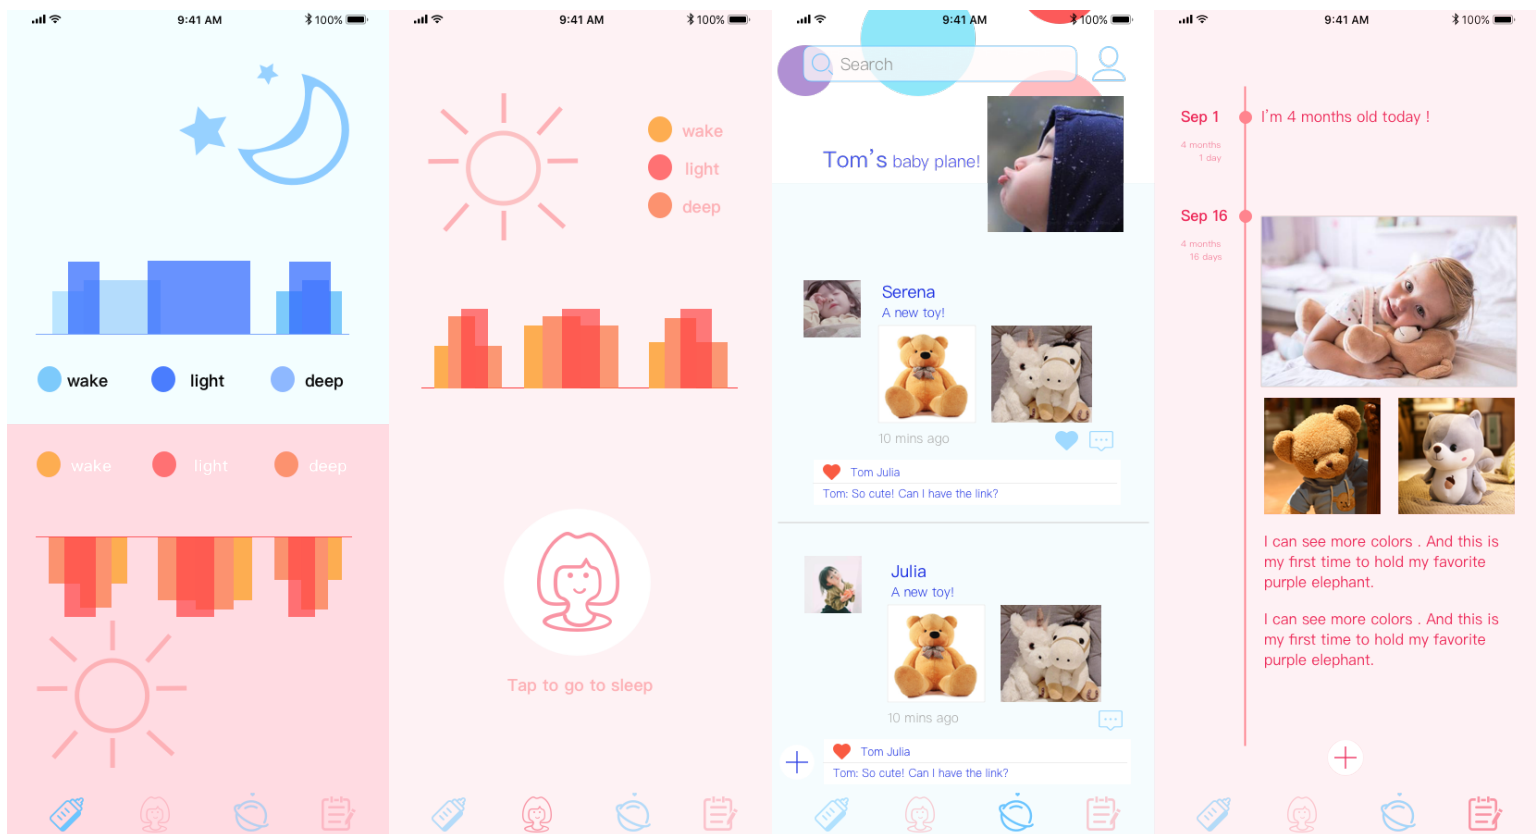 9:41 AM
100%
wake
light
deep
wake
light
deep
9:41 AM
100%
wake
light
deep
Tap to go to sleep
9:41 AM
100%
Search
Tom's baby plane!
Serena
A new toy!
10 mins ago
Tom Julia
Tom: So cute! Can I have the link?
Julia
A new toy!
10 mins ago
Tom Julia
Tom: So cute! Can I have the link?
9:41 AM
100%
Sep 1
I'm 4 months old today !
4 months
1 day
Sep 16
4 months
16 days
I can see more colors . And this is
my first time to hold my favorite
purple elephant.
I can see more colors . And this is
my first time to hold my favorite
purple elephant.